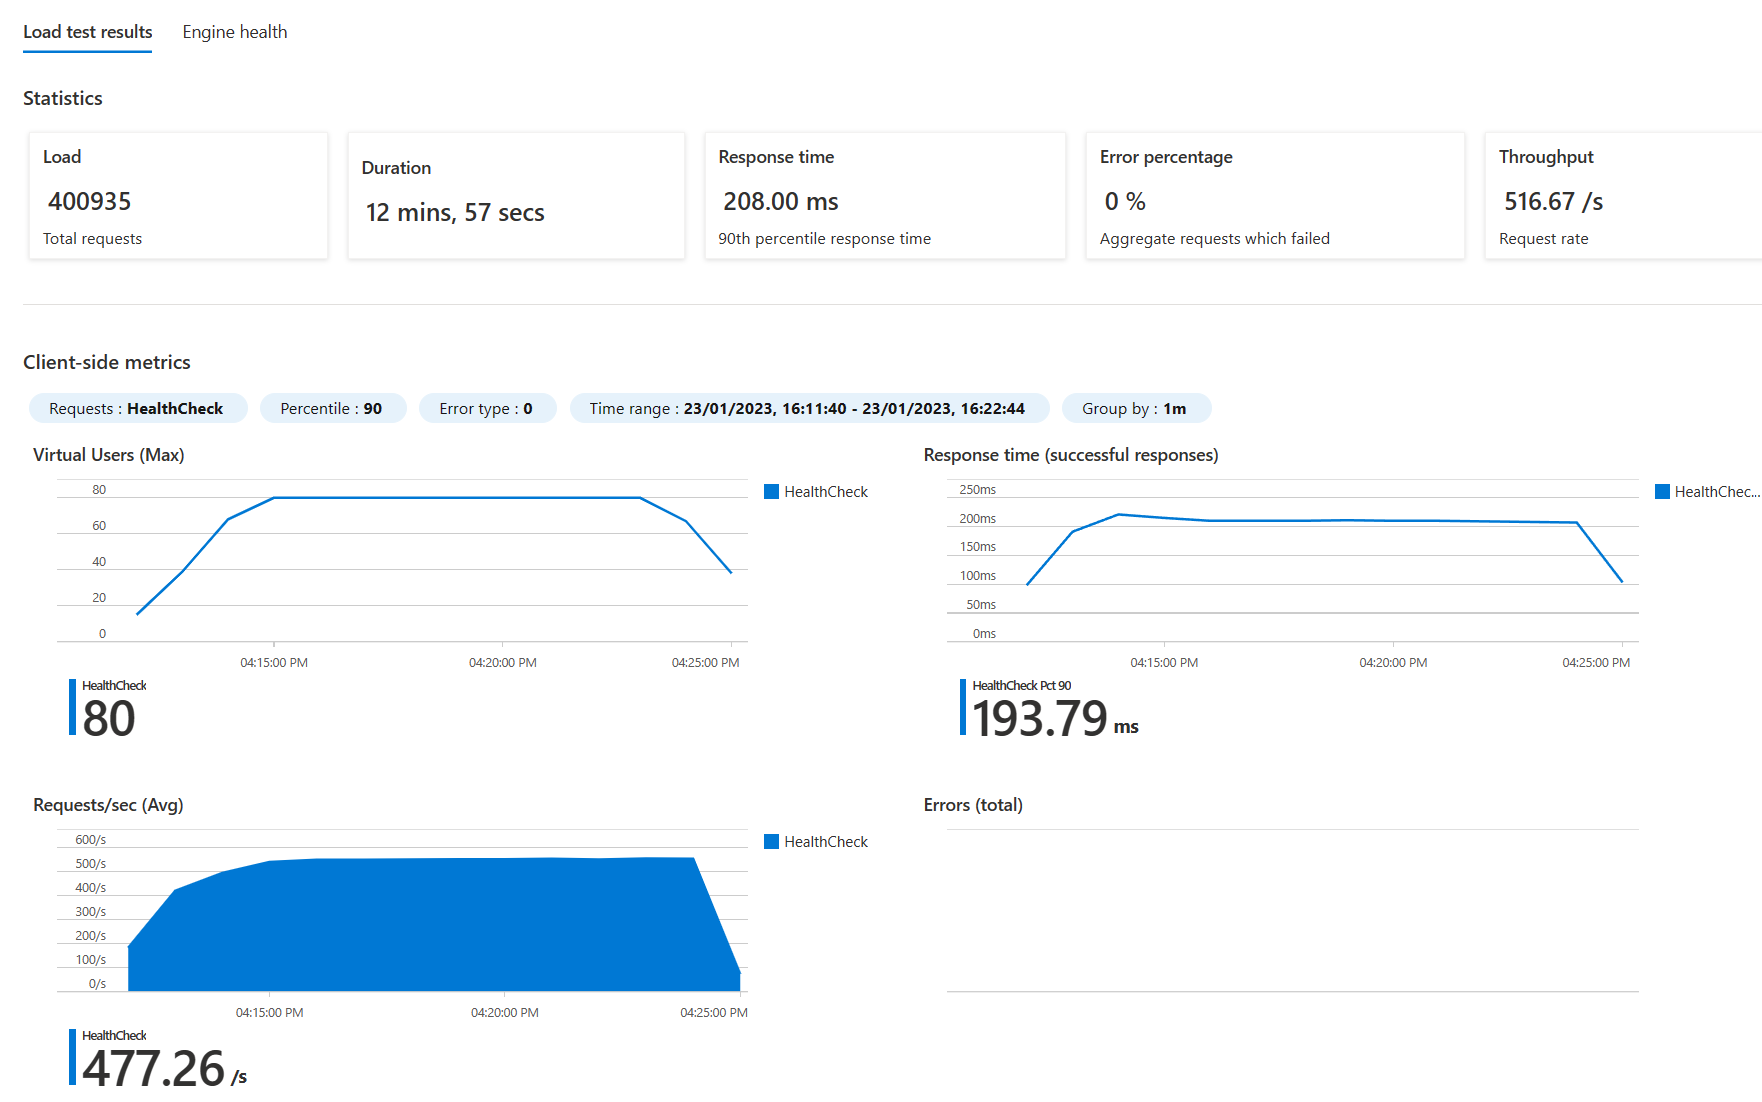 Load test results
Engine health
Statistics
Load
400935
Total requests
Duration
12 mins, 57 secs
Response time
208.00 ms
90th percentile response time
Error percentage
0 %
Aggregate requests which failed
Throughput
516.67 /s
Request rate
Client-side metrics
Requests : HealthCheck
Percentile : 90
Error type : 0
Time range : 23/01/2023, 16:11:40 - 23/01/2023, 16:22:44
Group by : 1m
Virtual Users (Max)
80
60
40
20
0
04:15:00 PM
04:20:00 PM
04:25:00 PM
HealthCheck
HealthCheck
80
Response time (successful responses)
250ms
200ms
150ms
100ms
50ms
0ms
04:15:00 PM
04:20:00 PM
04:25:00 PM
HealthChec...
HealthCheck Pct 90
193.79 ms
Requests/sec (Avg)
600/s
500/s
400/s
300/s
200/s
100/s
0/s
04:15:00 PM
04:20:00 PM
04:25:00 PM
HealthCheck
HealthCheck
477.26 /s
Errors (total)